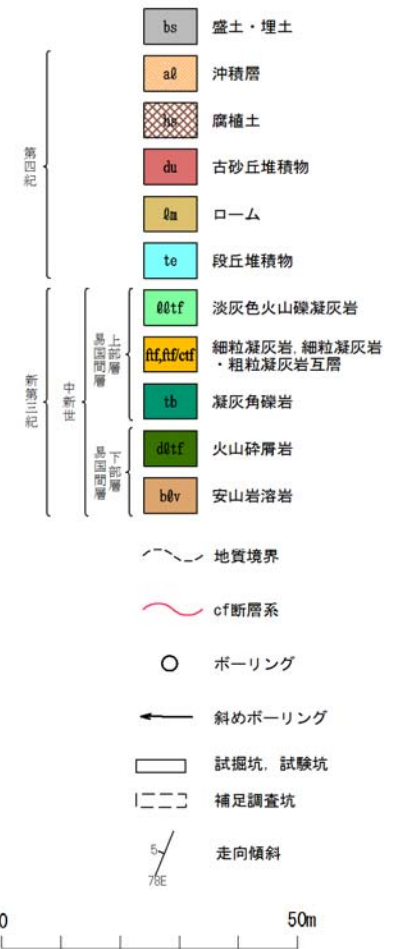 bs 盛土・埋土
aℓ 沖積層
hs 腐植土
du 古砂丘堆積物
ℓm ローム
te 段丘堆積物
第四紀
ℓℓtf 淡灰色火山礫凝灰岩
ftf,ftf/ctf 細粒凝灰岩,細粒凝灰岩
・粗粒凝灰岩互層
tb 凝灰角礫岩
易国間層
上部層
dℓtf 火山砕屑岩
bℓv 安山岩溶岩
易国間層
下部層
中新世
新第三紀
地質境界
cf断層系
ボーリング
斜めボーリング
試掘坑,試験坑
補足調査坑
5
78E
走向傾斜
0 50m